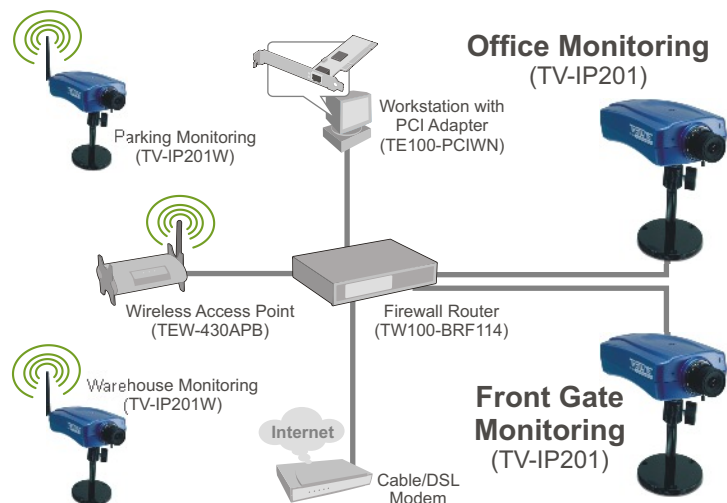 Office Monitoring
(TV-IP201)
Workstation with
PCI Adapter
(TE100-PCIWN)
Parking Monitoring
(TV-IP201W)
Wireless Access Point
(TEW-430APB)
Firewall Router
(TW100-BRF114)
Warehouse Monitoring
(TV-IP201W)
Front Gate
Monitoring
(TV-IP201)
Internet
Cable/DSL
Modem